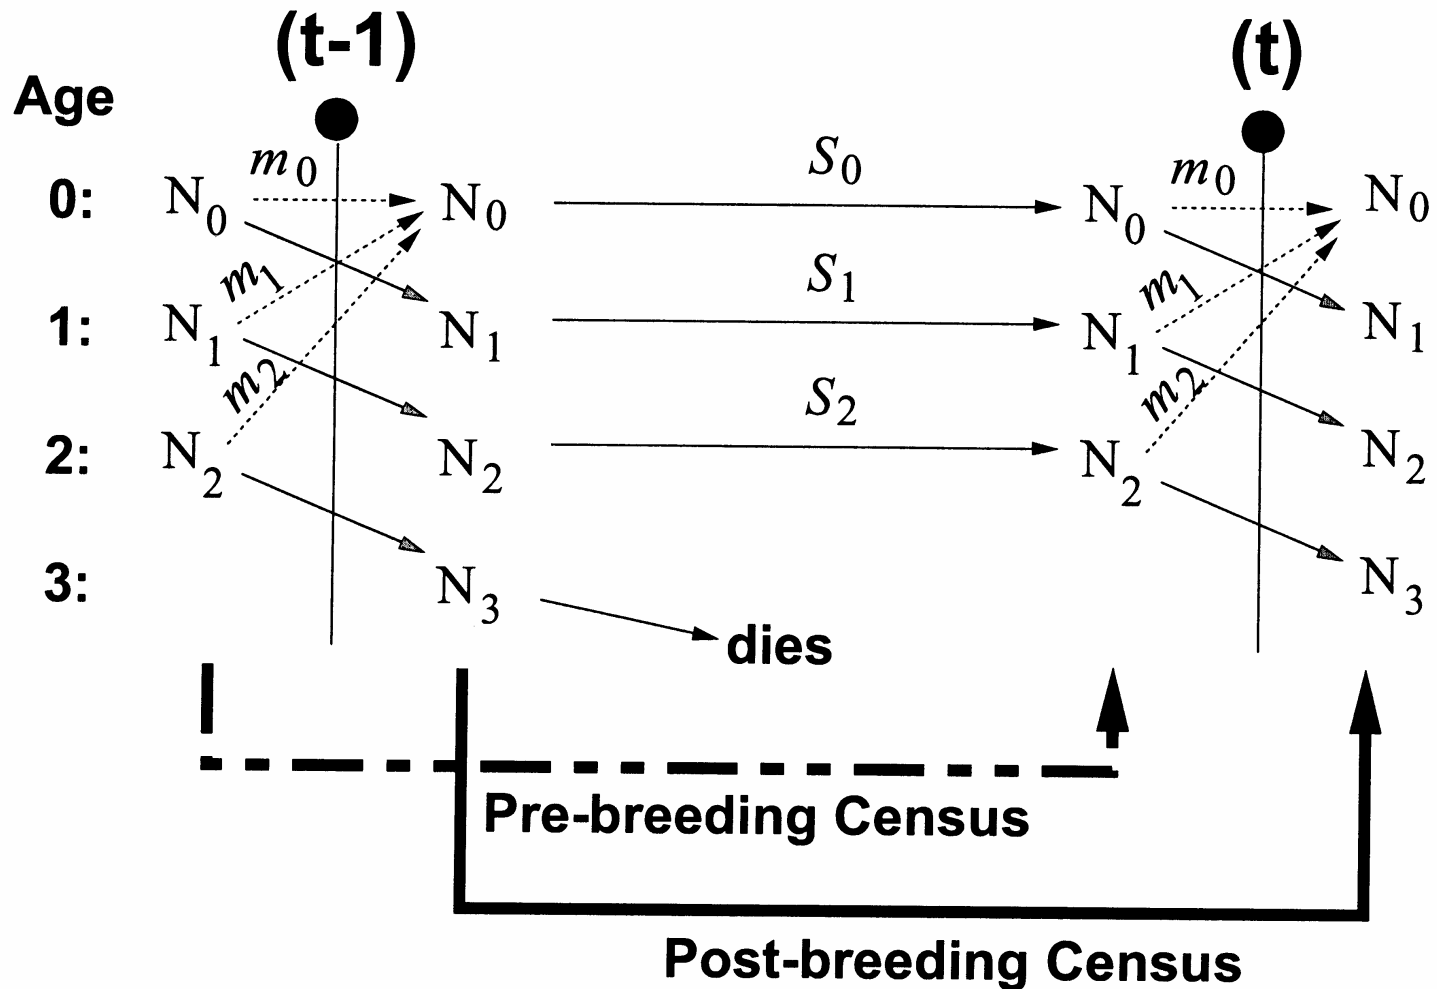 (t-1) (t)
Age
0: N0 m0 N0 S0 N0 m0 N0
1: N1 m1 N1 S1 N1 m1 N1
2: N2 m2 N2 S2 N2 m2 N2
3: N3 N3
dies
Pre-breeding Census
Post-breeding Census